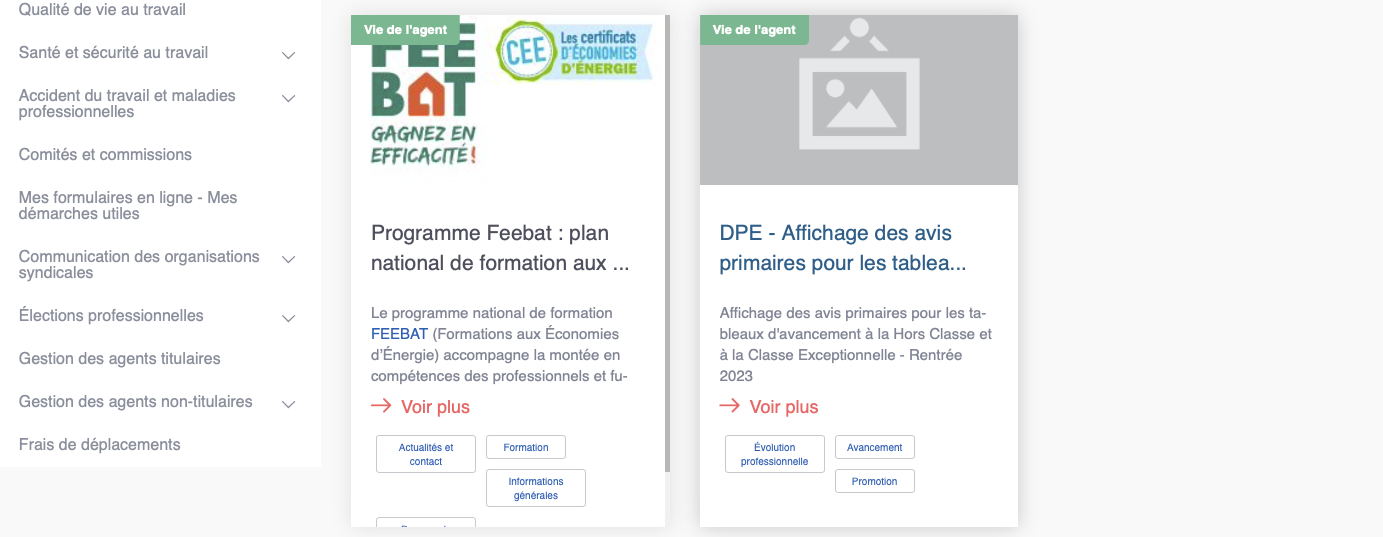 Qualité de vie au travail
Santé et sécurité au travail
Accident du travail et maladies
professionnelles
Comités et commissions
Mes formulaires en ligne - Mes
démarches utiles
Communication des organisations
syndicales
Élections professionnelles
Gestion des agents titulaires
Gestion des agents non-titulaires
Frais de déplacements
Vie de l'agent
FEE
BAT
GAGNEZ EN
EFFICACITÉ !
CEE
Les certificats
D'ÉCONOMIES
D'ÉNERGIE
Programme Feebat : plan
national de formation aux ...
Le programme national de formation
FEEBAT (Formations aux Économies
d’Énergie) accompagne la montée en
compétences des professionnels et fu-
Voir plus
Actualités et
contact
Formation
Informations
générales
Vie de l'agent
DPE - Affichage des avis
primaires pour les tablea...
Affichage des avis primaires pour les ta-
bleaux d'avancement à la Hors Classe et
à la Classe Exceptionnelle - Rentrée
2023
Voir plus
Évolution
professionnelle
Avancement
Promotion